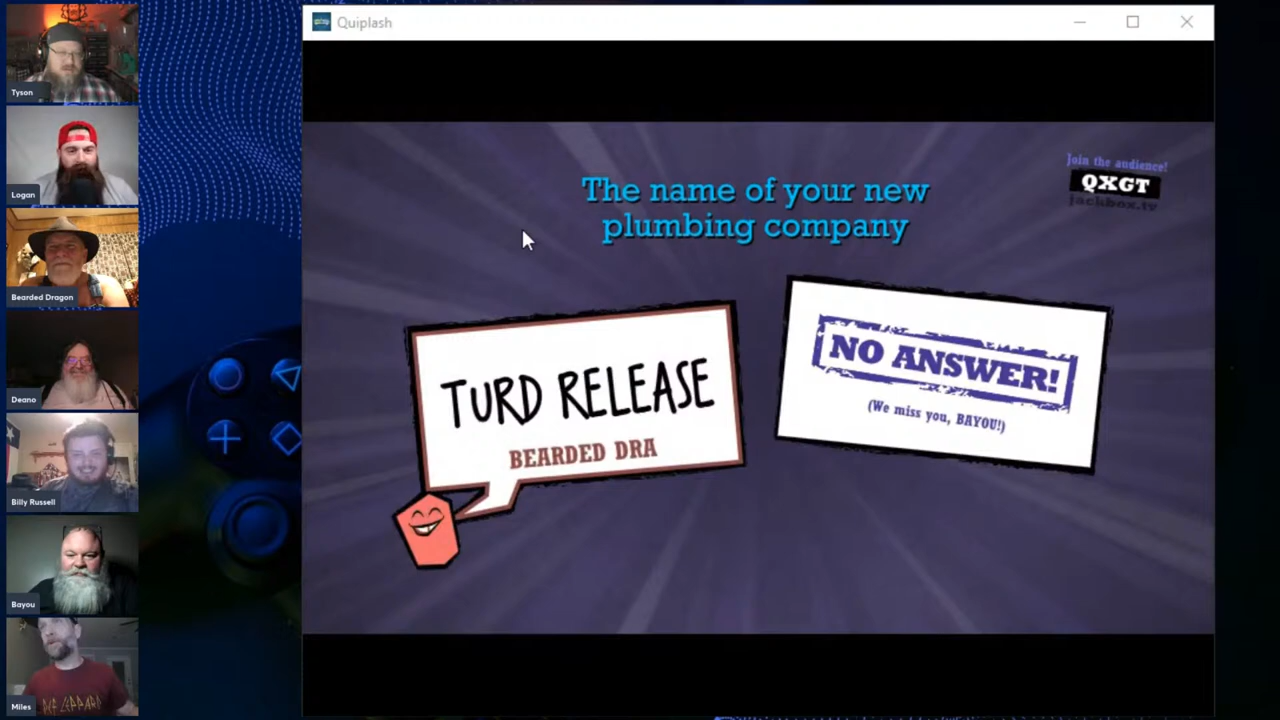 Tyson
Logan
Bearded Dragon
Deano
Billy Russell
Bayou
Miles
Quiplash
The name of your new
plumbing company
Join the audience!
QXGT
jackbox.tv
TURD RELEASE
BEARDED DRA
NO ANSWER!
(We miss you, BAYOU!)